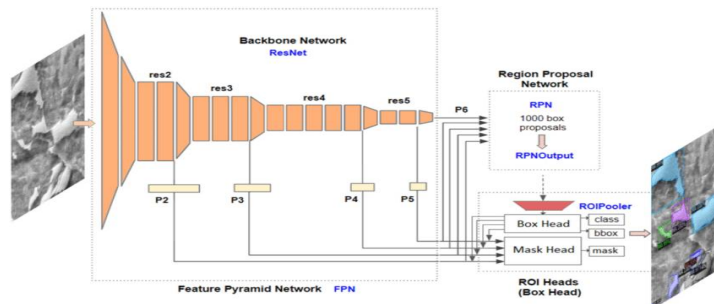 Backbone Network
ResNet
res2
res3
res4
res5
P6
P2
P3
P4
P5
Feature Pyramid Network FPN
Region Proposal
Network
RPN
1000 box
proposals
RPNOutput
ROIPooler
Box Head
class
bbox
Mask Head
mask
ROI Heads
(Box Head)